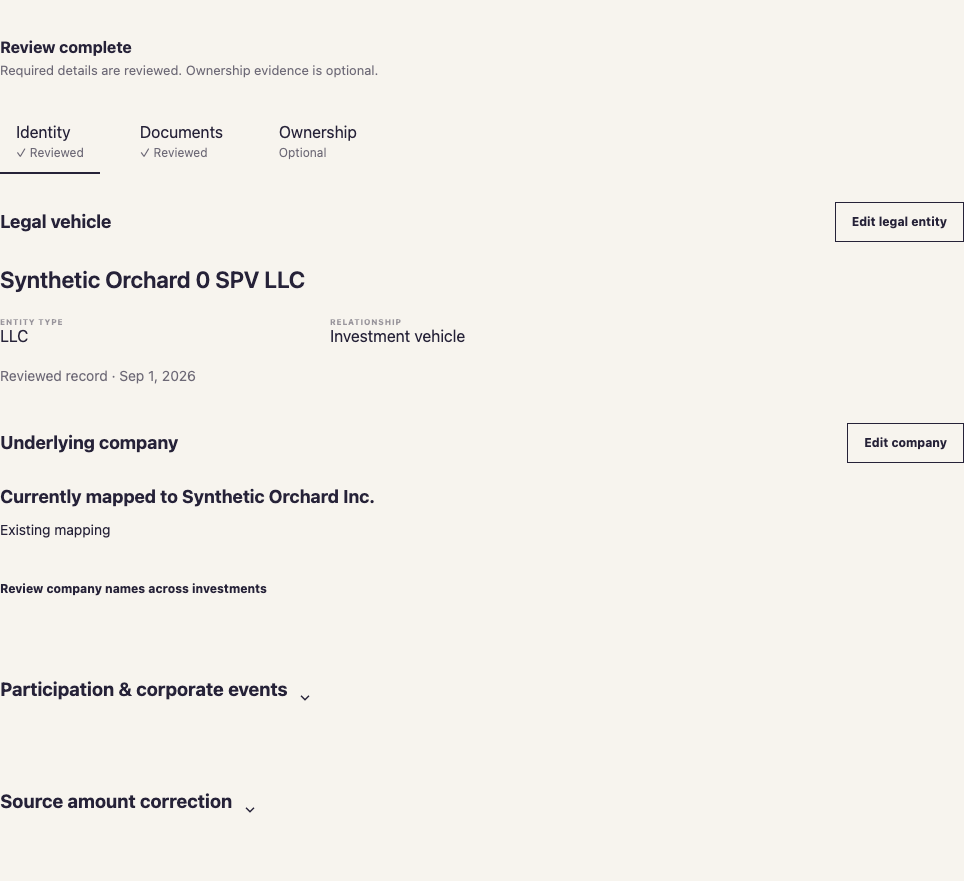 Review complete
Required details are reviewed. Ownership evidence is optional.
Identity
✓ Reviewed
Documents
✓ Reviewed
Ownership
Optional
Legal vehicle
Edit legal entity
Synthetic Orchard 0 SPV LLC
ENTITY TYPE
LLC
RELATIONSHIP
Investment vehicle
Reviewed record · Sep 1, 2026
Underlying company
Edit company
Currently mapped to Synthetic Orchard Inc.
Existing mapping
Review company names across investments
Participation & corporate events
Source amount correction